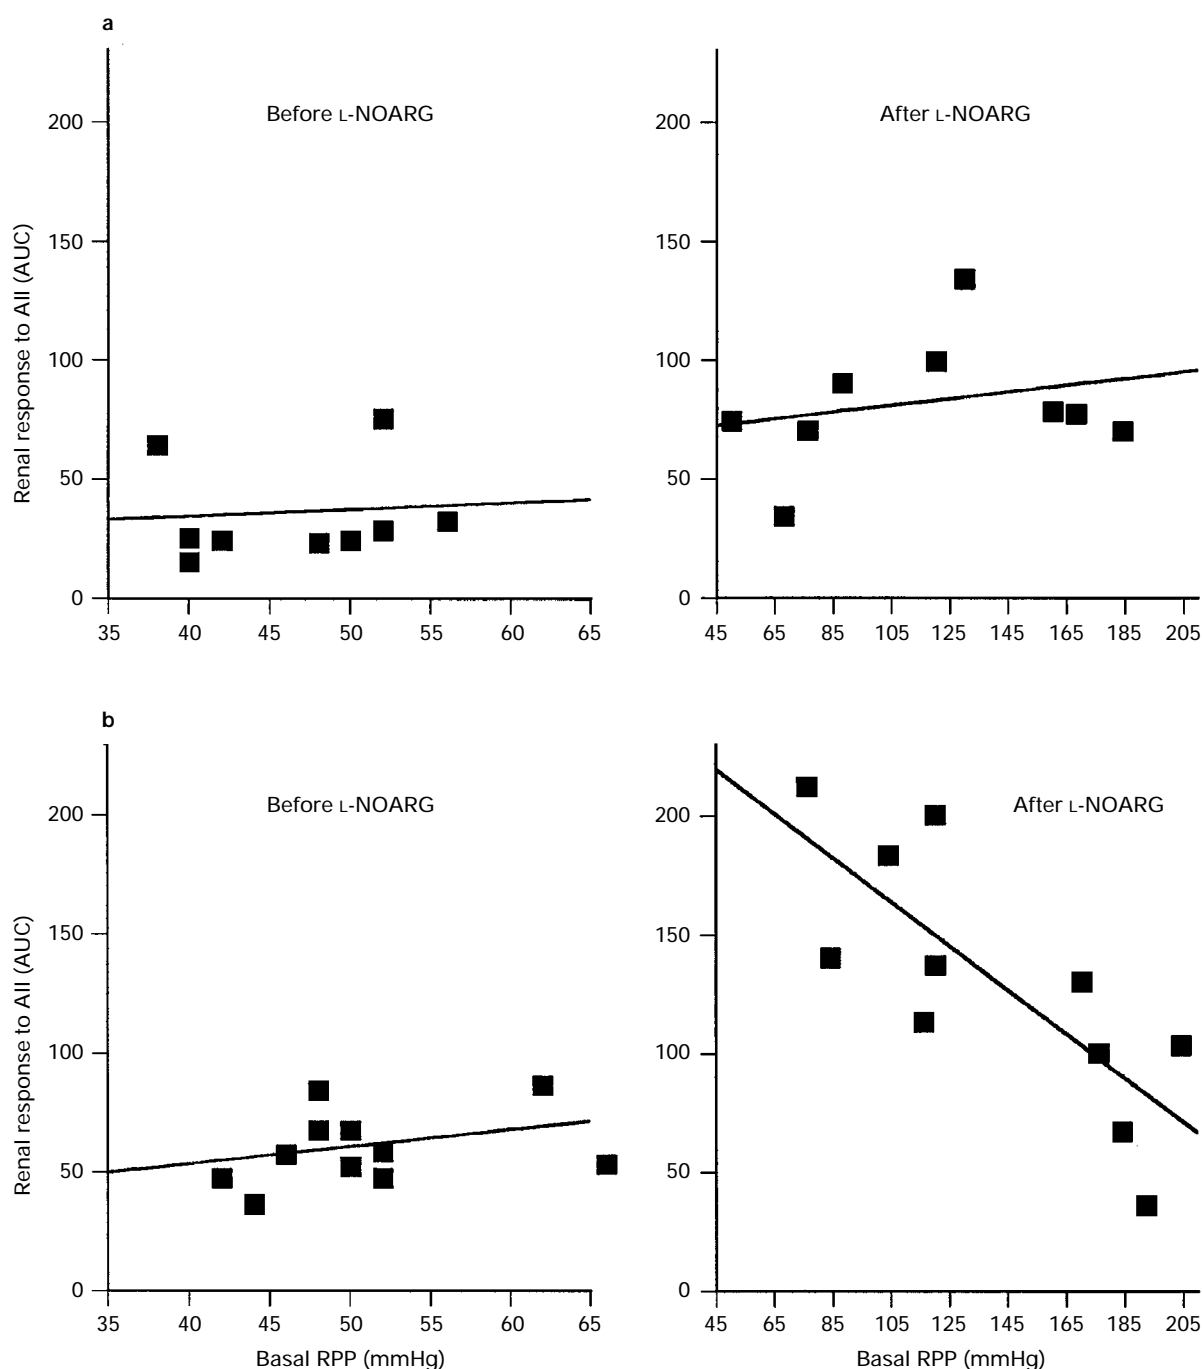 a
Before L-NOARG
After L-NOARG
Renal response to AII (AUC)
200
150
100
50
0
35 40 45 50 55 60 65
200
150
100
50
0
45 65 85 105 125 145 165 185 205
b
Before L-NOARG
After L-NOARG
Renal response to AII (AUC)
200
150
100
50
0
35 40 45 50 55 60 65
Basal RPP (mmHg)
200
150
100
50
0
45 65 85 105 125 145 165 185 205
Basal RPP (mmHg)